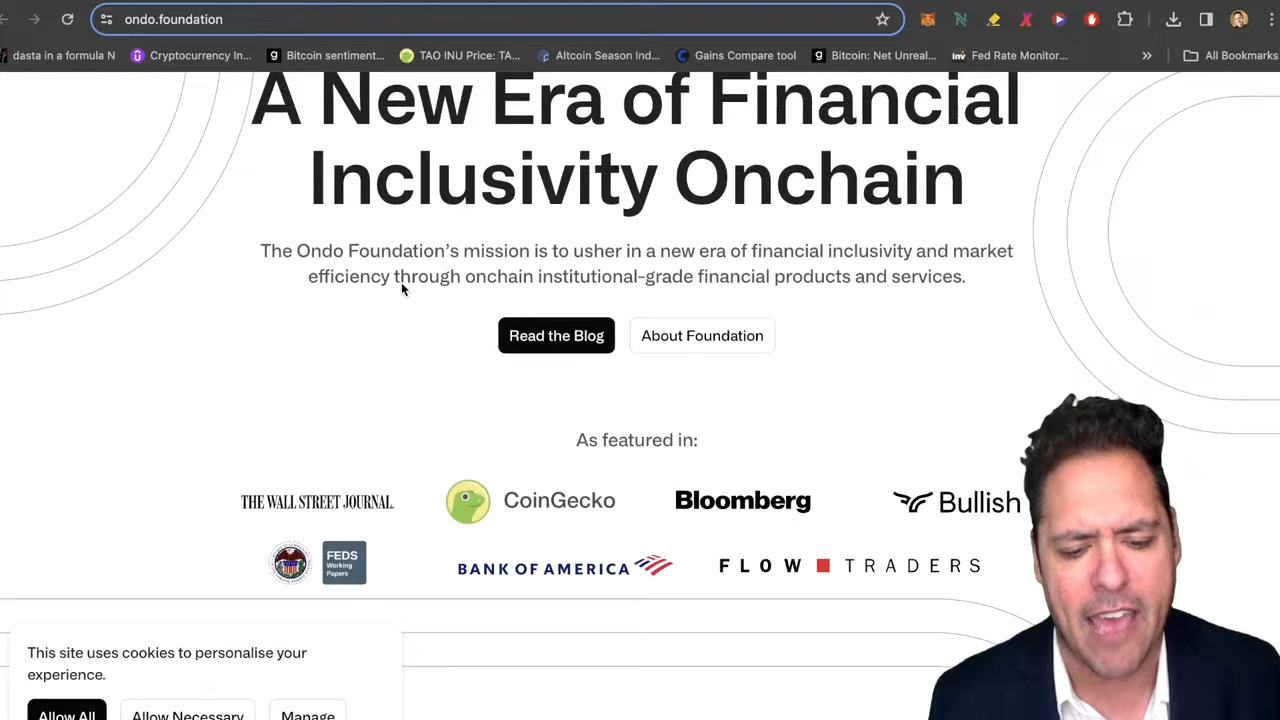 ondo.foundation
dasta in a formula N
Cryptocurrency In...
Bitcoin sentiment...
TAO INU Price: TA...
Altcoin Season Ind...
Gains Compare tool
Bitcoin: Net Unreal...
Inv Fed Rate Monitor...
»
All Bookmarks
A New Era of Financial
Inclusivity Onchain
The Ondo Foundation’s mission is to usher in a new era of financial inclusivity and market
efficiency through onchain institutional-grade financial products and services.
Read the Blog
About Foundation
As featured in:
THE WALL STREET JOURNAL.
CoinGecko
Bloomberg
Bullish
FEDS
Working
Papers
BANK OF AMERICA
FLOW TRADERS
This site uses cookies to personalise your
experience.
Allow All
Allow Necessary
Manage